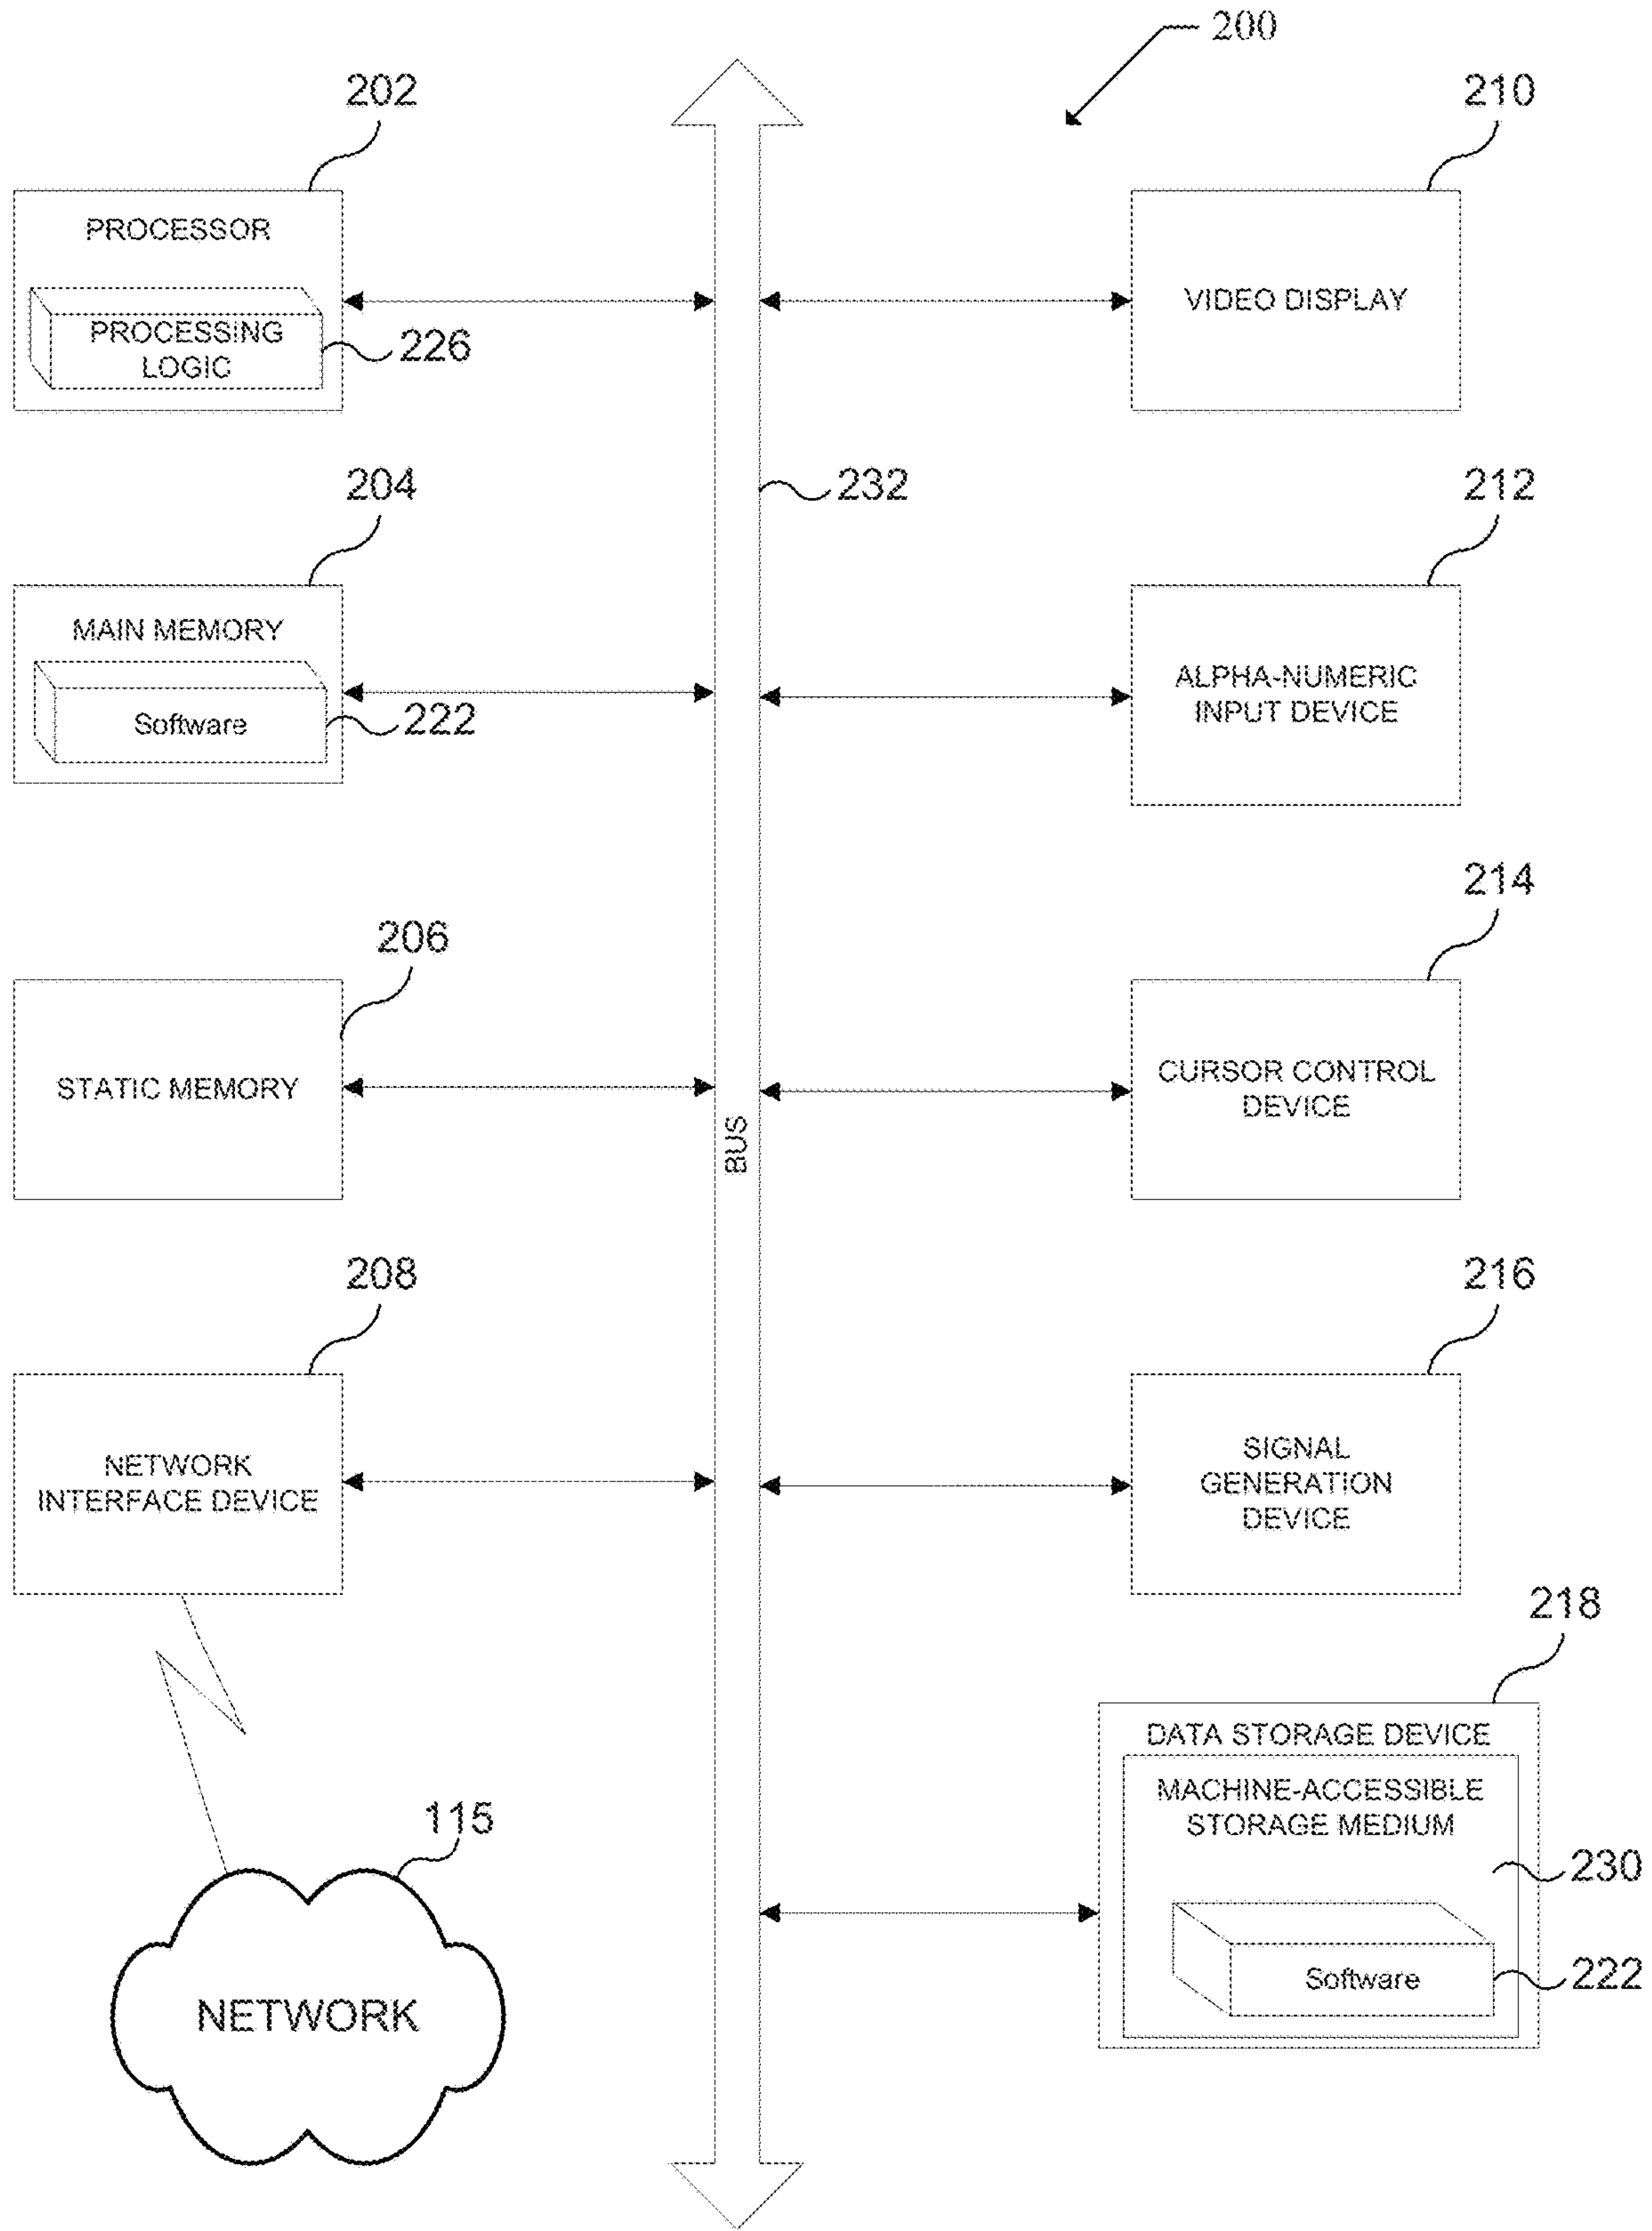 200
202
210
PROCESSOR
PROCESSING
LOGIC
226
VIDEO DISPLAY
204
232
212
MAIN MEMORY
Software
222
ALPHA-NUMERIC
INPUT DEVICE
206
214
STATIC MEMORY
CURSOR CONTROL
DEVICE
BUS
208
216
NETWORK
INTERFACE DEVICE
SIGNAL
GENERATION
DEVICE
218
DATA STORAGE DEVICE
MACHINE-ACCESSIBLE
STORAGE MEDIUM
115
230
NETWORK
Software
222